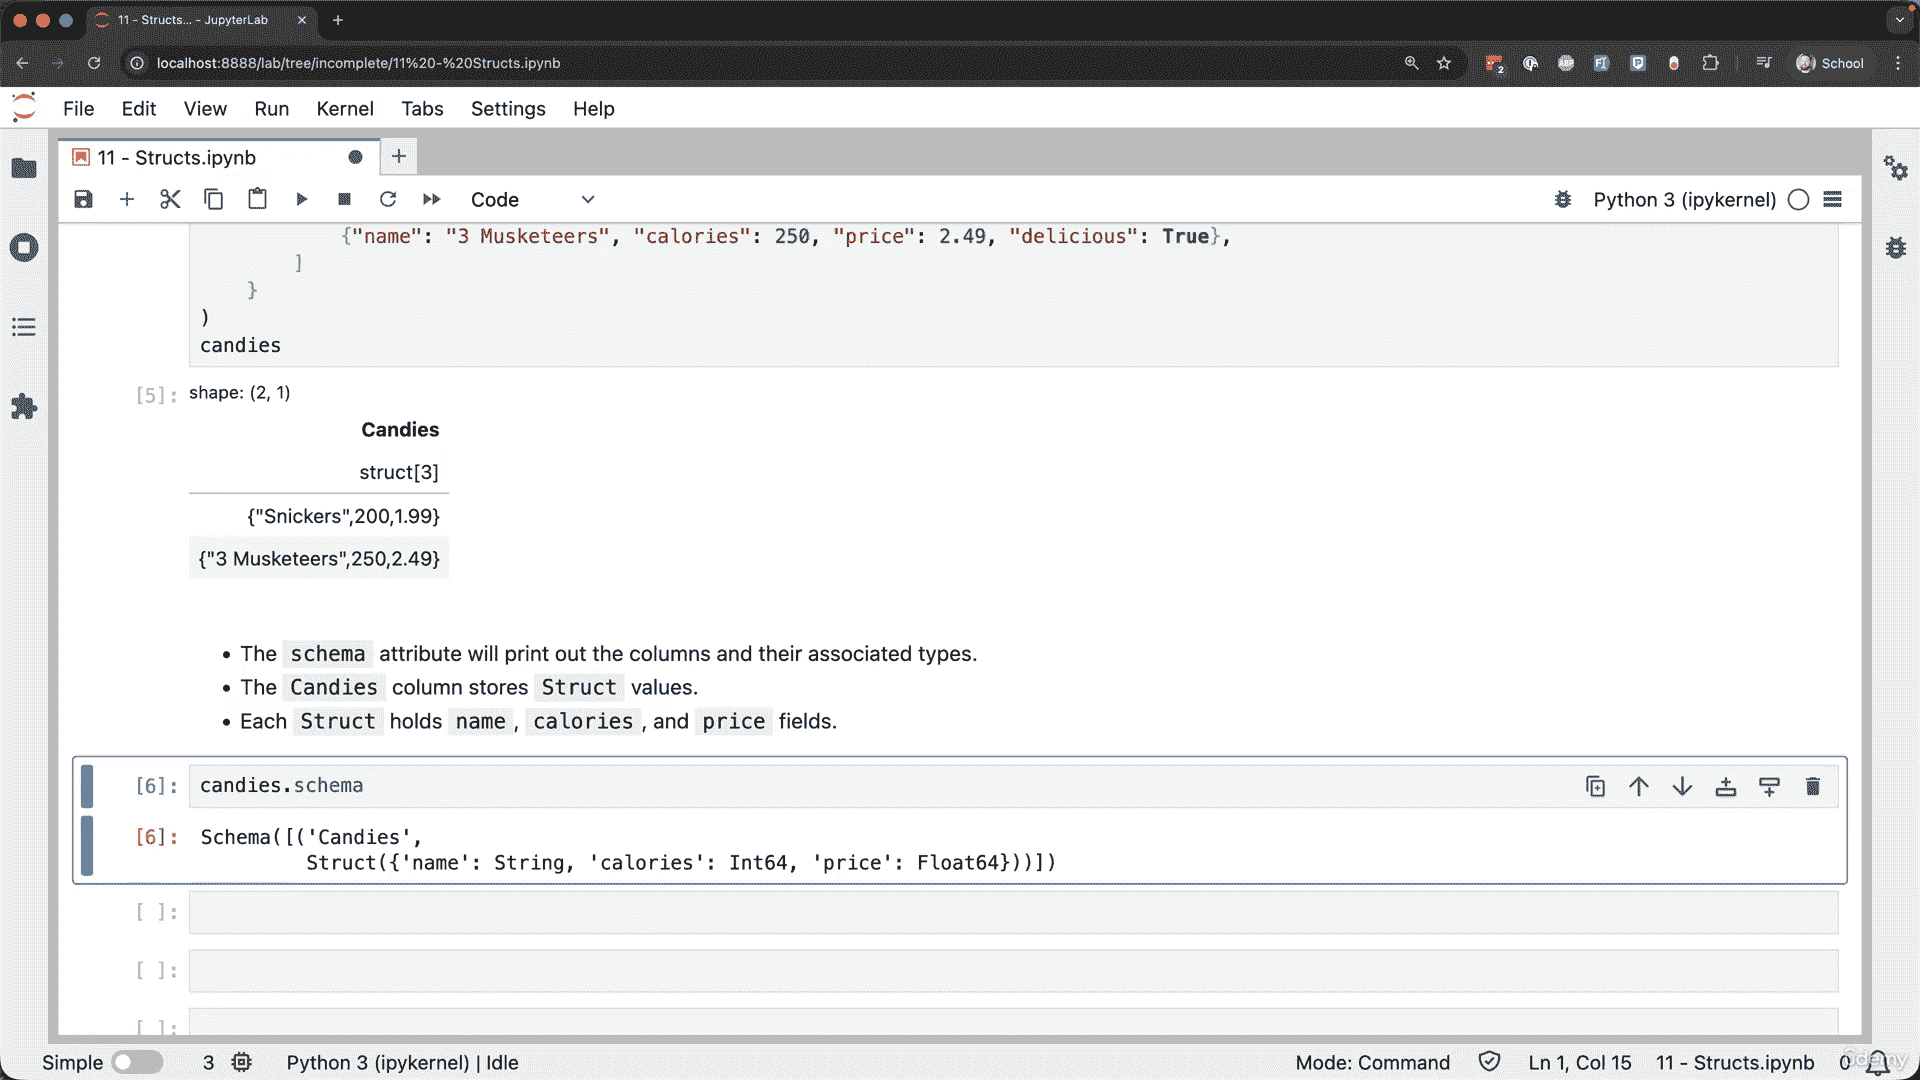 11 - Structs... - JupyterLab
localhost:8888/lab/tree/incomplete/11%20-%20Structs.ipynb
2
ABP
School
File Edit View Run Kernel Tabs Settings Help
11 - Structs.ipynb
Code
Python 3 (ipykernel)
{"name": "3 Musketeers", "calories": 250, "price": 2.49, "delicious": True},
]
}
)
candies
[5]: shape: (2, 1)
Candies
struct[3]
{"Snickers",200,1.99}
{"3 Musketeers",250,2.49}
• The schema attribute will print out the columns and their associated types.
• The Candies column stores Struct values.
• Each Struct holds name , calories , and price fields.
[6]: candies.schema
[6]: Schema([('Candies',
Struct({'name': String, 'calories': Int64, 'price': Float64}))])
[ ]:
[ ]:
[ ]:
Simple 3 Python 3 (ipykernel) | Idle Mode: Command Ln 1, Col 15 11 - Structs.ipynb 0
Udemy